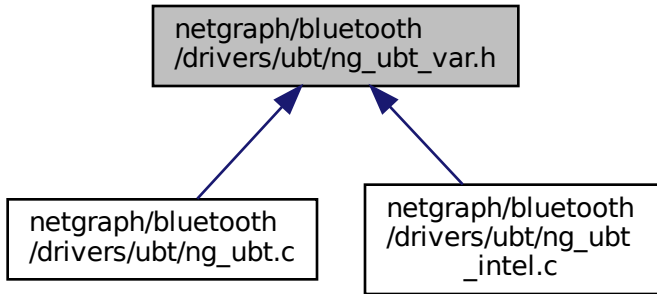 netgraph/bluetooth
/drivers/ubt/ng_ubt_var.h
netgraph/bluetooth
/drivers/ubt/ng_ubt.c
netgraph/bluetooth
/drivers/ubt/ng_ubt
_intel.c